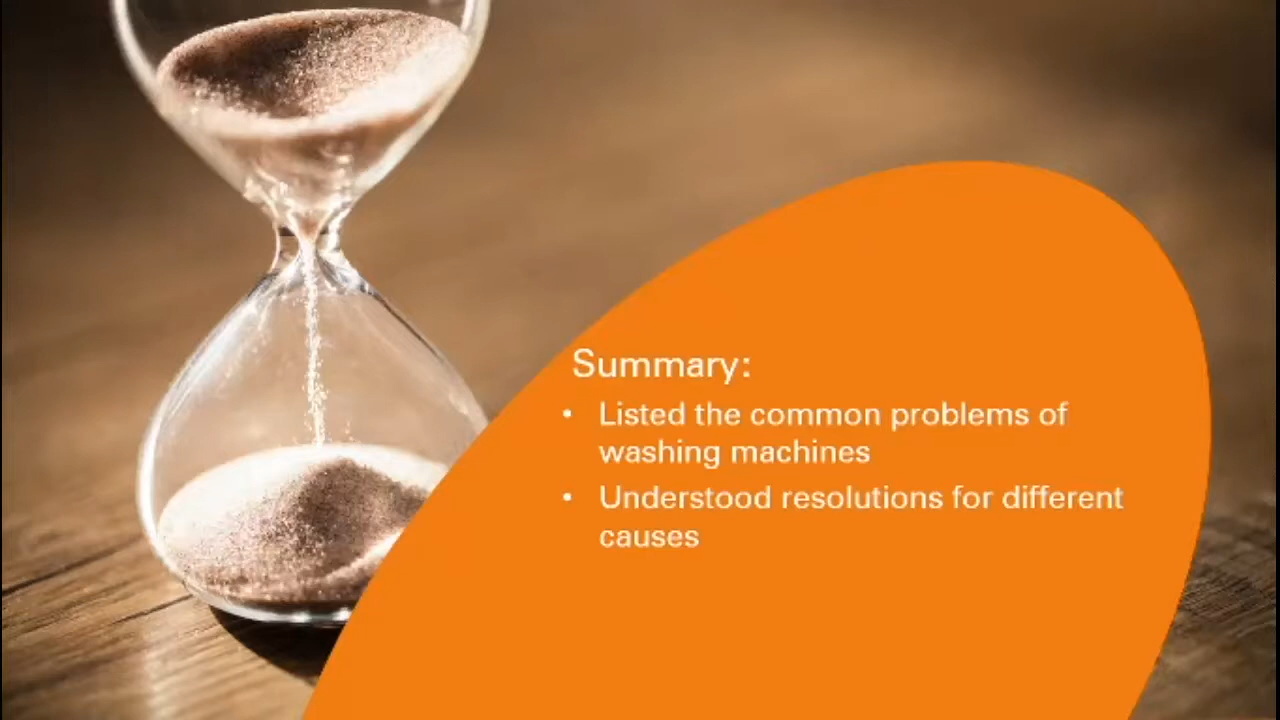 Summary:
• Listed the common problems of
washing machines
• Understood resolutions for different
causes